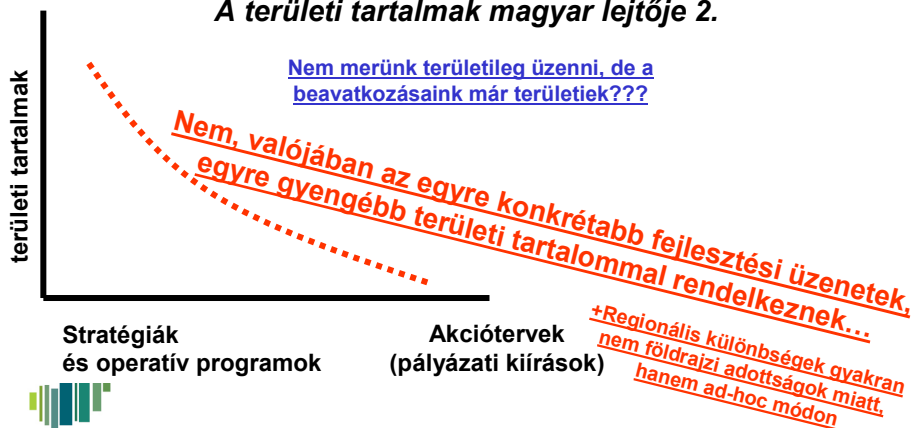 A területi tartalmak magyar lejtője 2.
Nem merünk területileg üzenni, de a
beavatkozásaink már területiek???
területi tartalmak
Nem, valójában az egyre konkrétabb fejlesztési üzenetek,
egyre gyengébb területi tartalommal rendelkeznek…
Stratégiák
és operatív programok
Akciótervek
(pályázati kiírások)
+Regionális különbségek gyakran
nem földrajzi adottságok miatt,
hanem ad-hoc módon